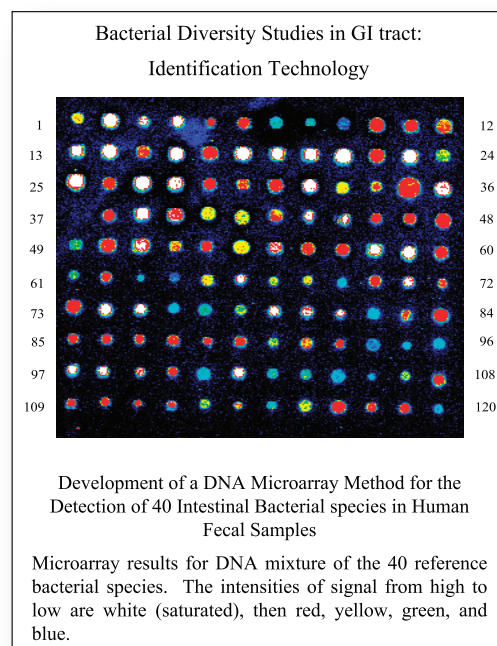 Bacterial Diversity Studies in GI tract:
Identification Technology
1 12
13 24
25 36
37 48
49 60
61 72
73 84
85 96
97 108
109 120
Development of a DNA Microarray Method for the
Detection of 40 Intestinal Bacterial species in Human
Fecal Samples
Microarray results for DNA mixture of the 40 reference
bacterial species. The intensities of signal from high to
low are white (saturated), then red, yellow, green, and
blue.